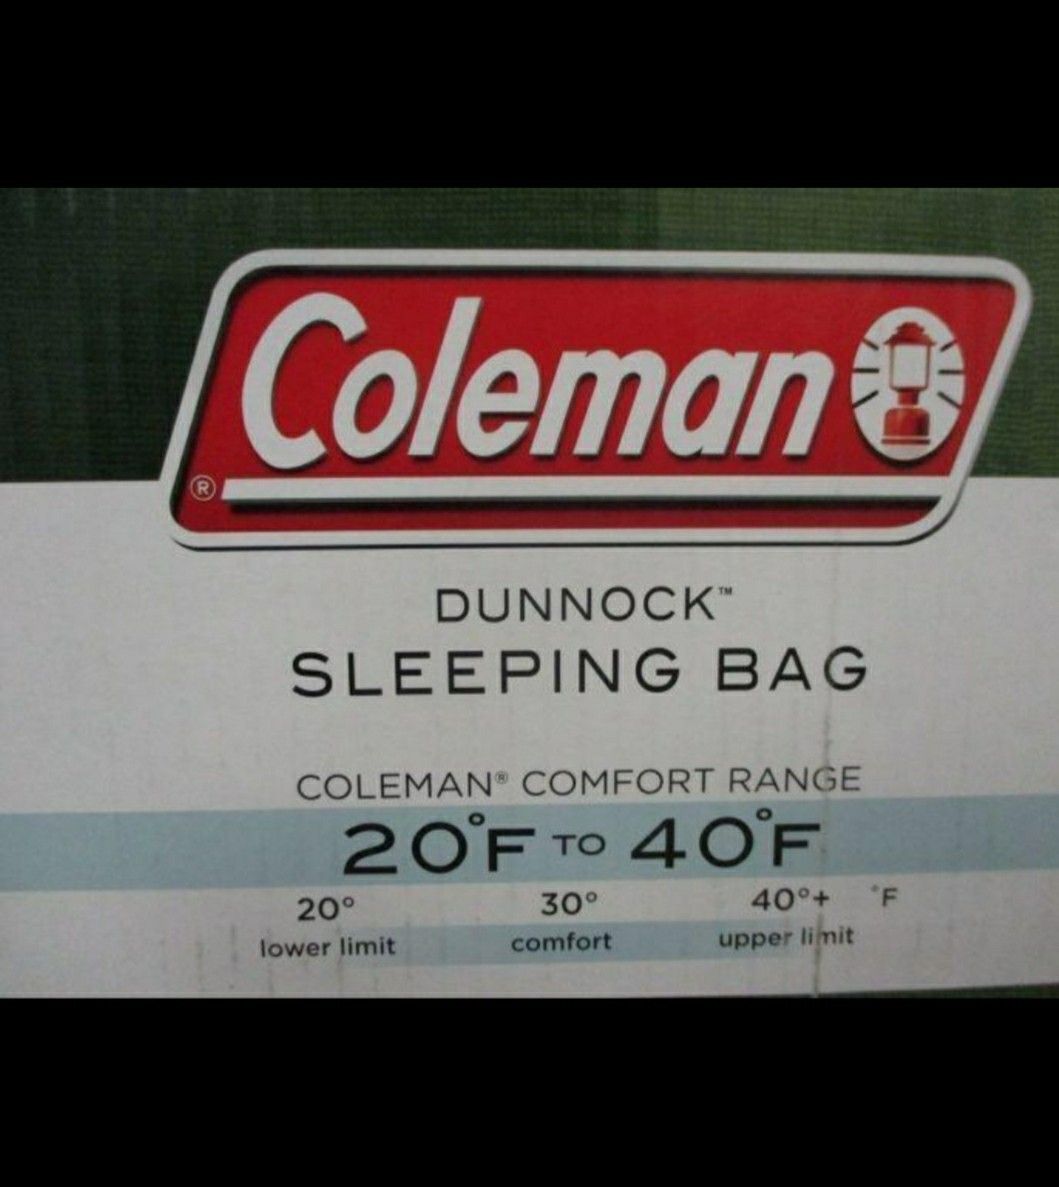 Coleman
®
DUNNOCK™
SLEEPING BAG
COLEMAN® COMFORT RANGE
20°F TO 40°F
20° 30° 40°+ °F
lower limit comfort upper limit